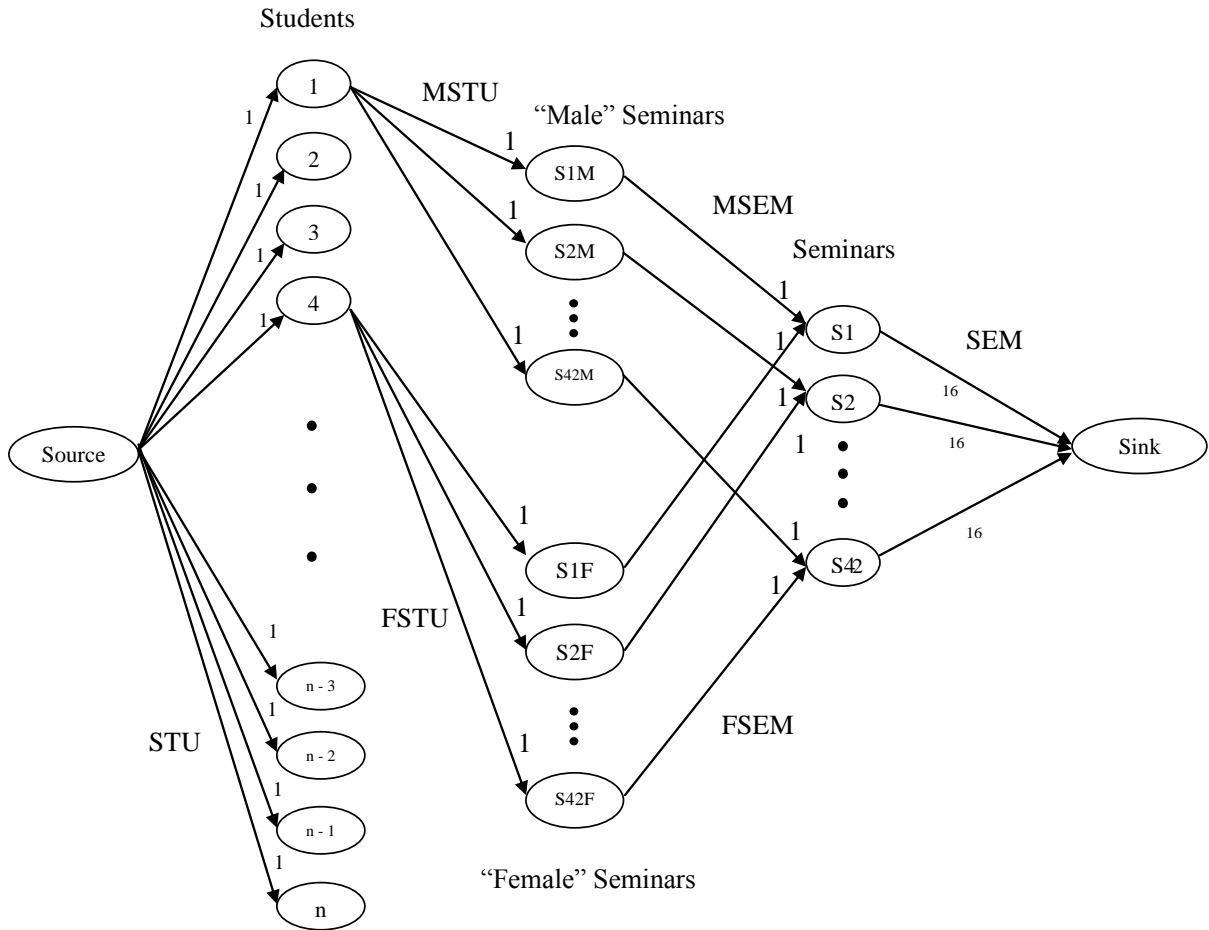 Students
1
MSTU
“Male” Seminars
1
1
S1M
MSEM
2
1
1
S2M
Seminars
3
1
1
S1
SEM
4
1
1
1
S42M
S2
16
1
16
1
Source
Sink
1
S42
16
1
1
S1F
1
FSTU
1
S2F
1
n - 3
1
FSEM
STU
n - 2
1
S42F
1
n - 1
1
“Female” Seminars
n